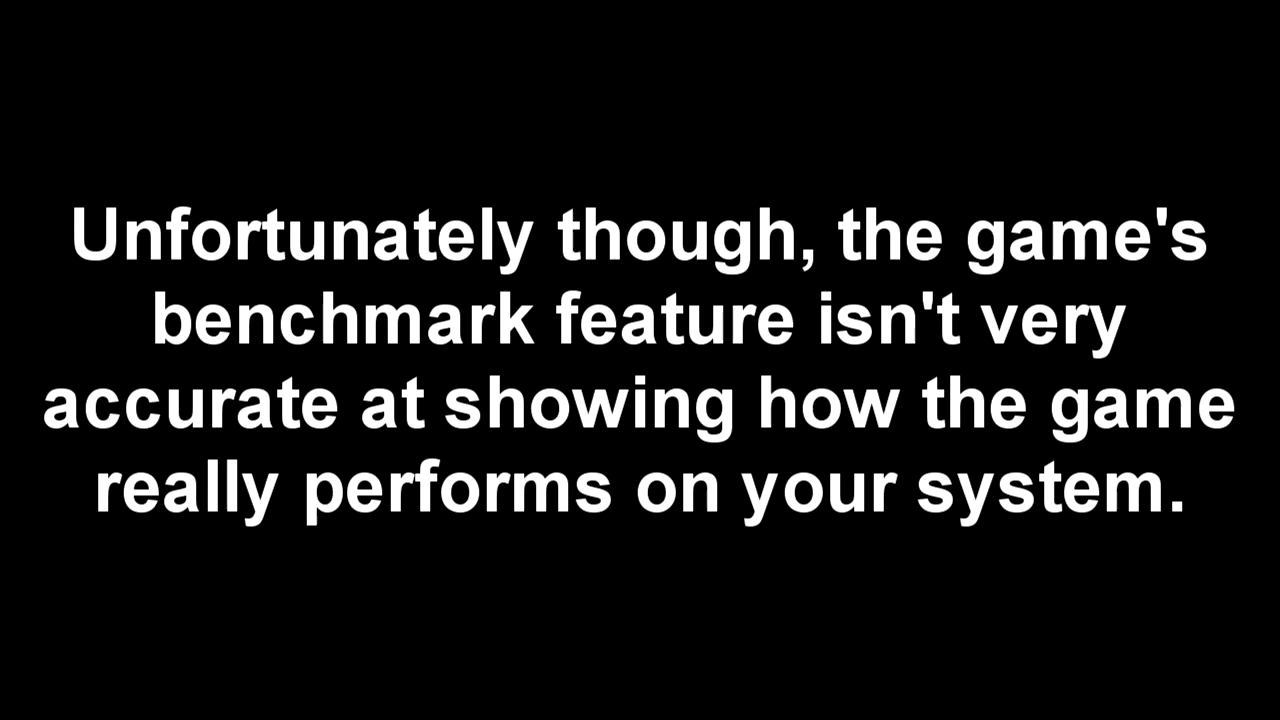 Unfortunately though, the game's
benchmark feature isn't very
accurate at showing how the game
really performs on your system.